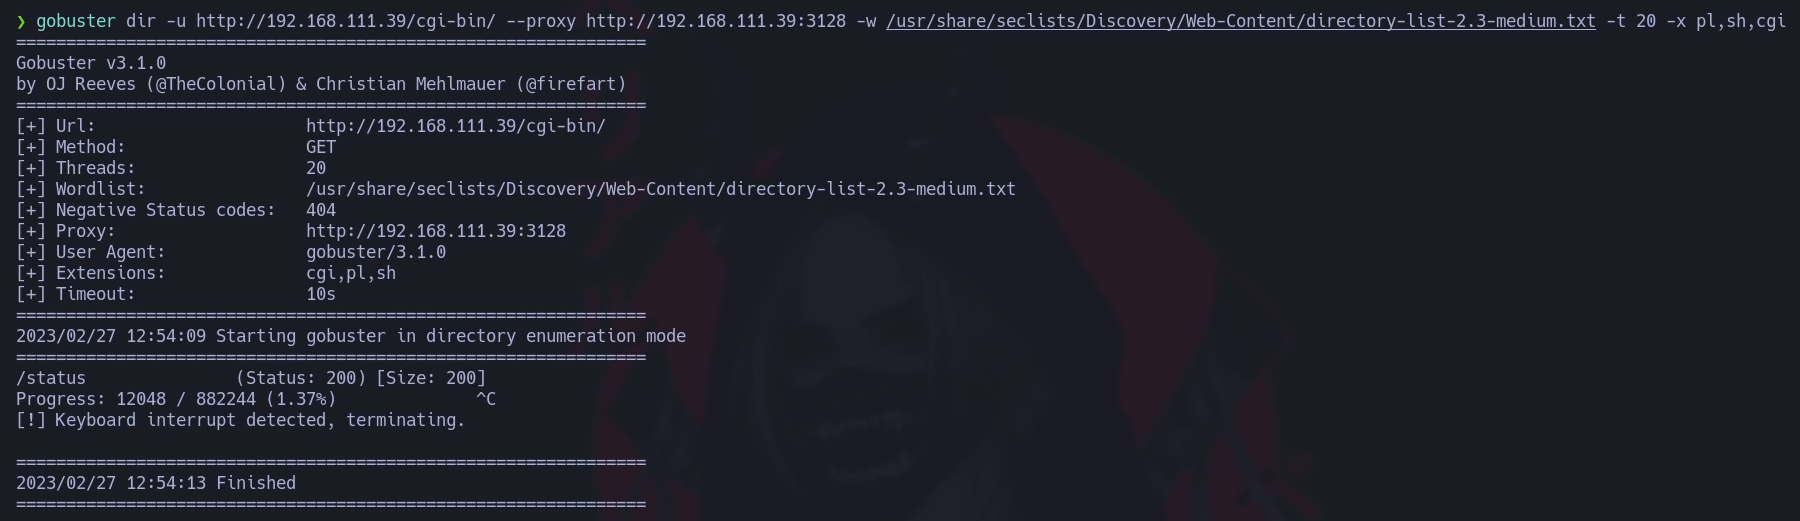 ❯ gobuster dir -u http://192.168.111.39/cgi-bin/ --proxy http://192.168.111.39:3128 -w /usr/share/seclists/Discovery/Web-Content/directory-list-2.3-medium.txt -t 20 -x pl,sh,cgi
===============================================================
Gobuster v3.1.0
by OJ Reeves (@TheColonial) & Christian Mehlmauer (@firefart)
===============================================================
[+] Url:                     http://192.168.111.39/cgi-bin/
[+] Method:                  GET
[+] Threads:                 20
[+] Wordlist:                /usr/share/seclists/Discovery/Web-Content/directory-list-2.3-medium.txt
[+] Negative Status codes:   404
[+] Proxy:                   http://192.168.111.39:3128
[+] User Agent:              gobuster/3.1.0
[+] Extensions:              cgi,pl,sh
[+] Timeout:                 10s
===============================================================
2023/02/27 12:54:09 Starting gobuster in directory enumeration mode
===============================================================
/status               (Status: 200) [Size: 200]
Progress: 12048 / 882244 (1.37%)              ^C
[!] Keyboard interrupt detected, terminating.
===============================================================
2023/02/27 12:54:13 Finished
===============================================================